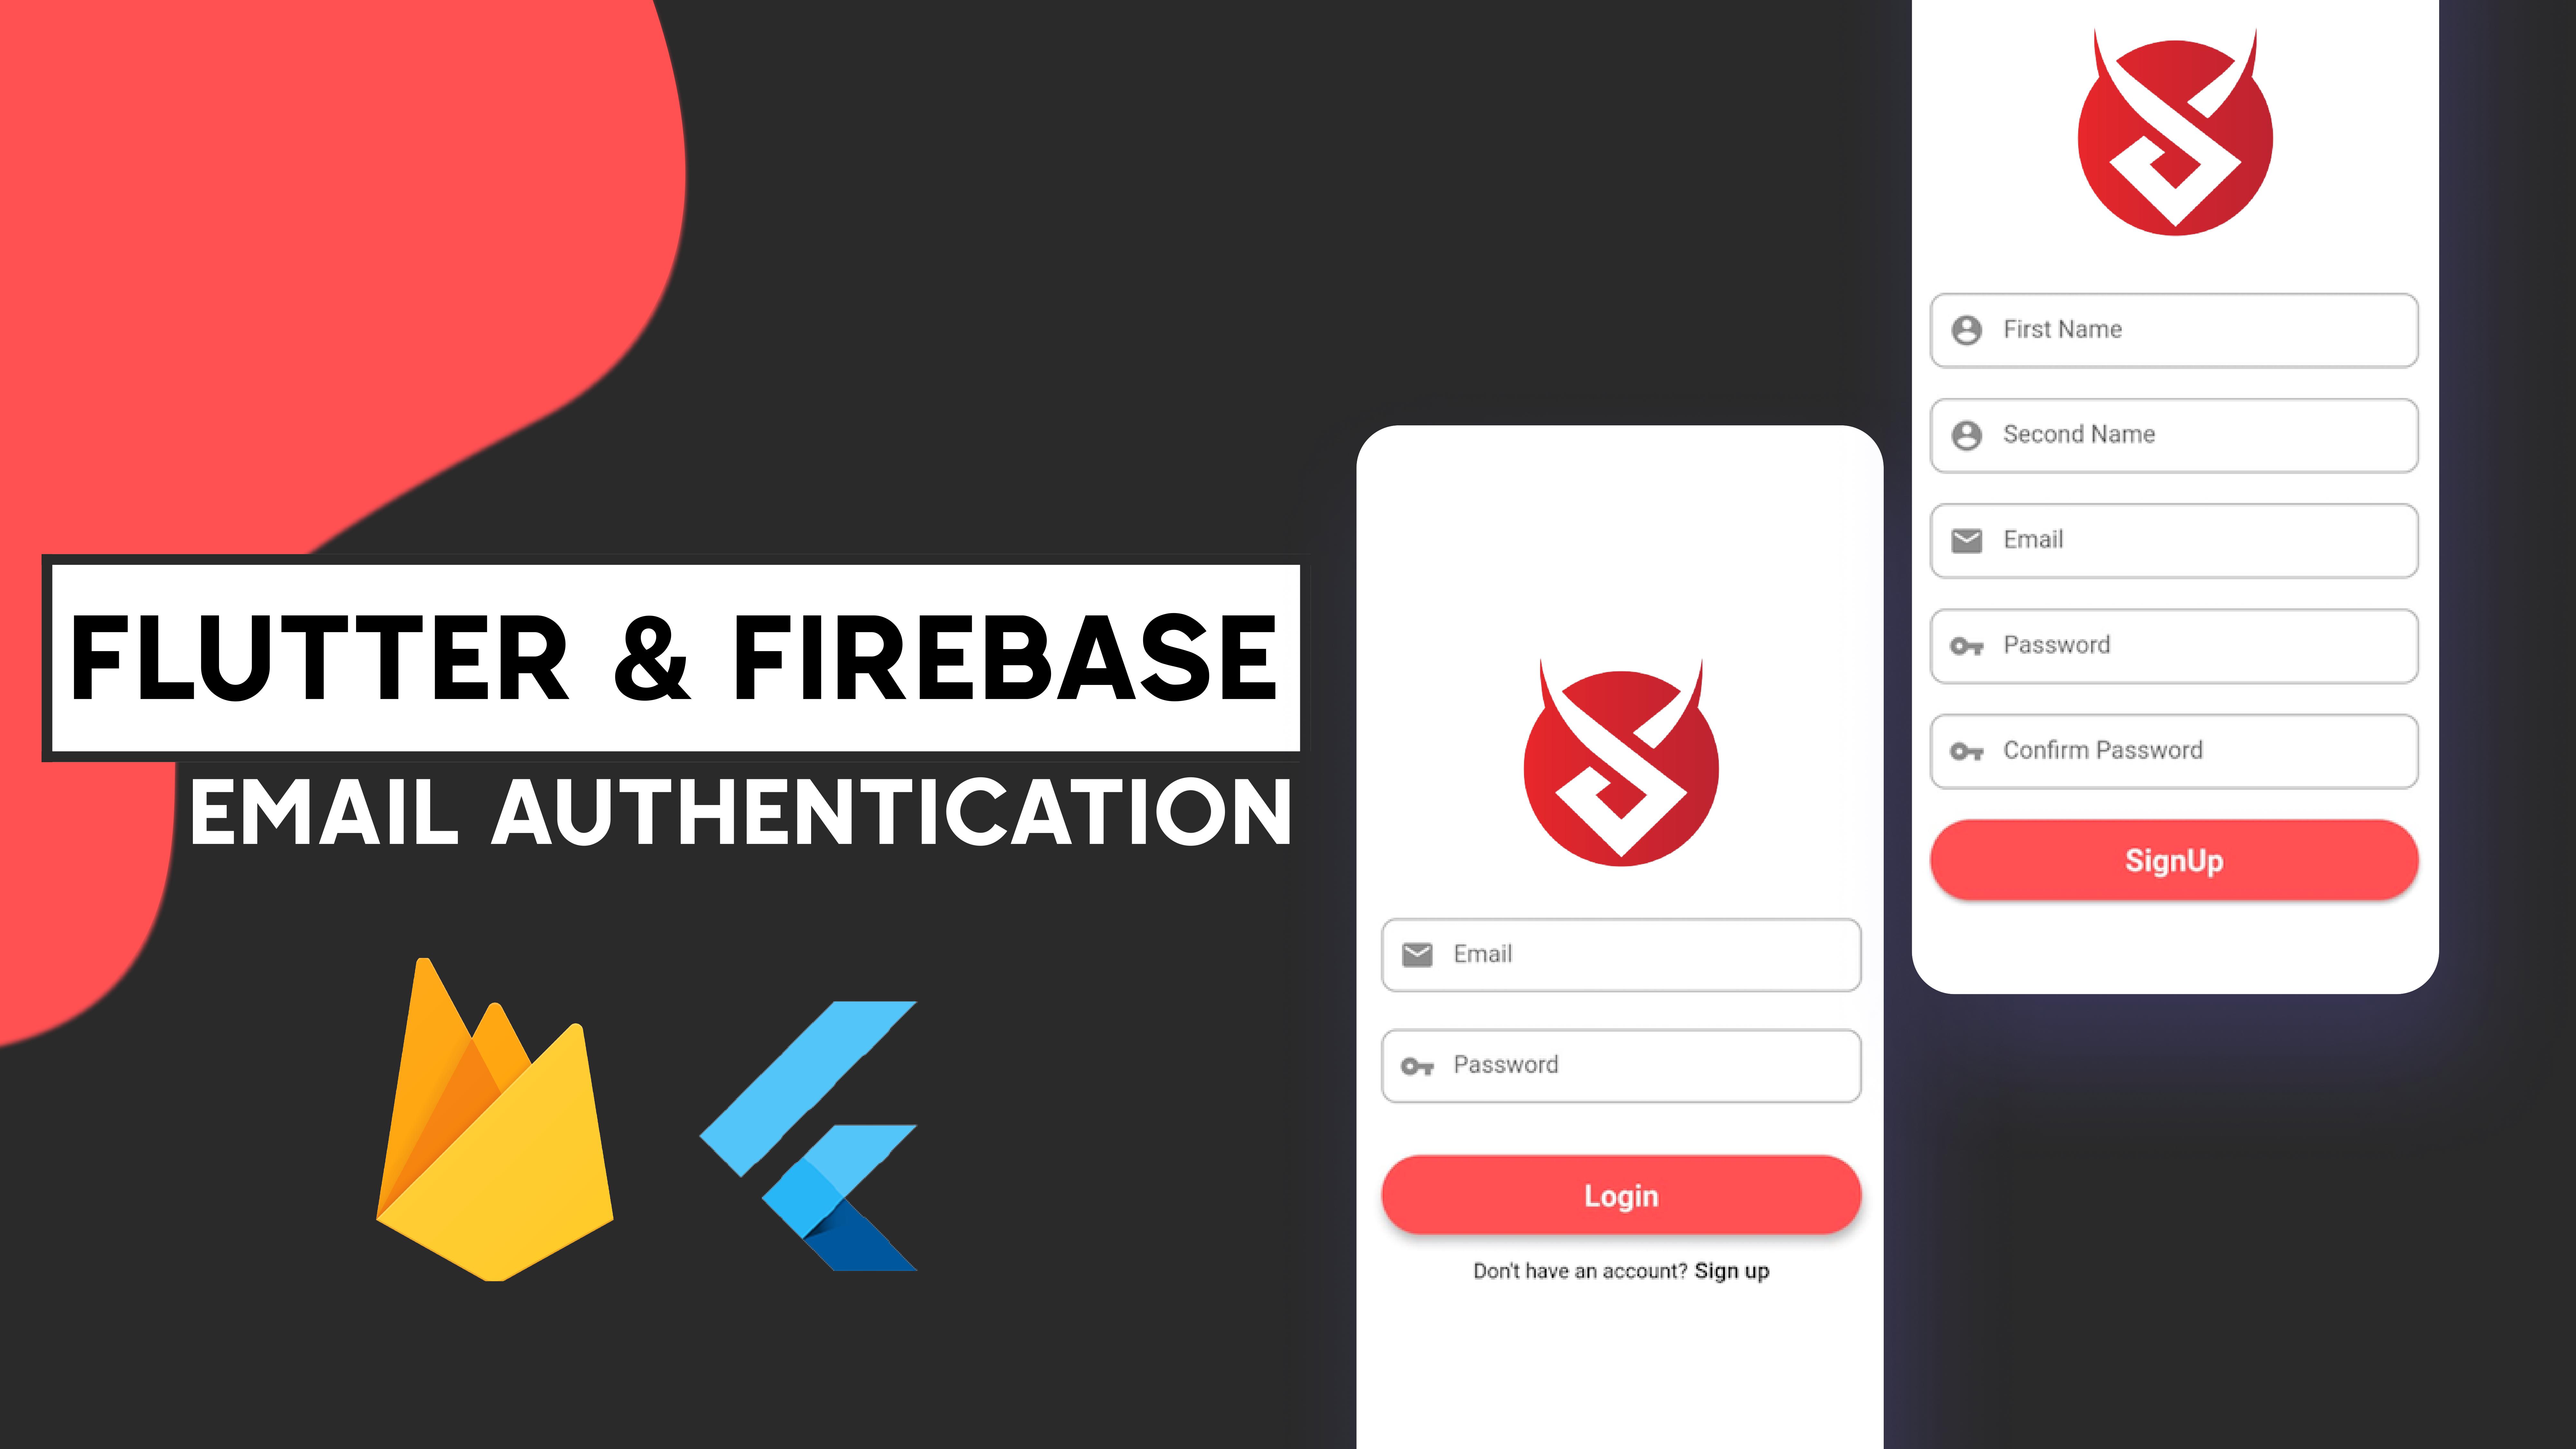 FLUTTER & FIREBASE
EMAIL AUTHENTICATION
Email
Password
Login
Don't have an account? Sign up
First Name
Second Name
Email
Password
Confirm Password
SignUp